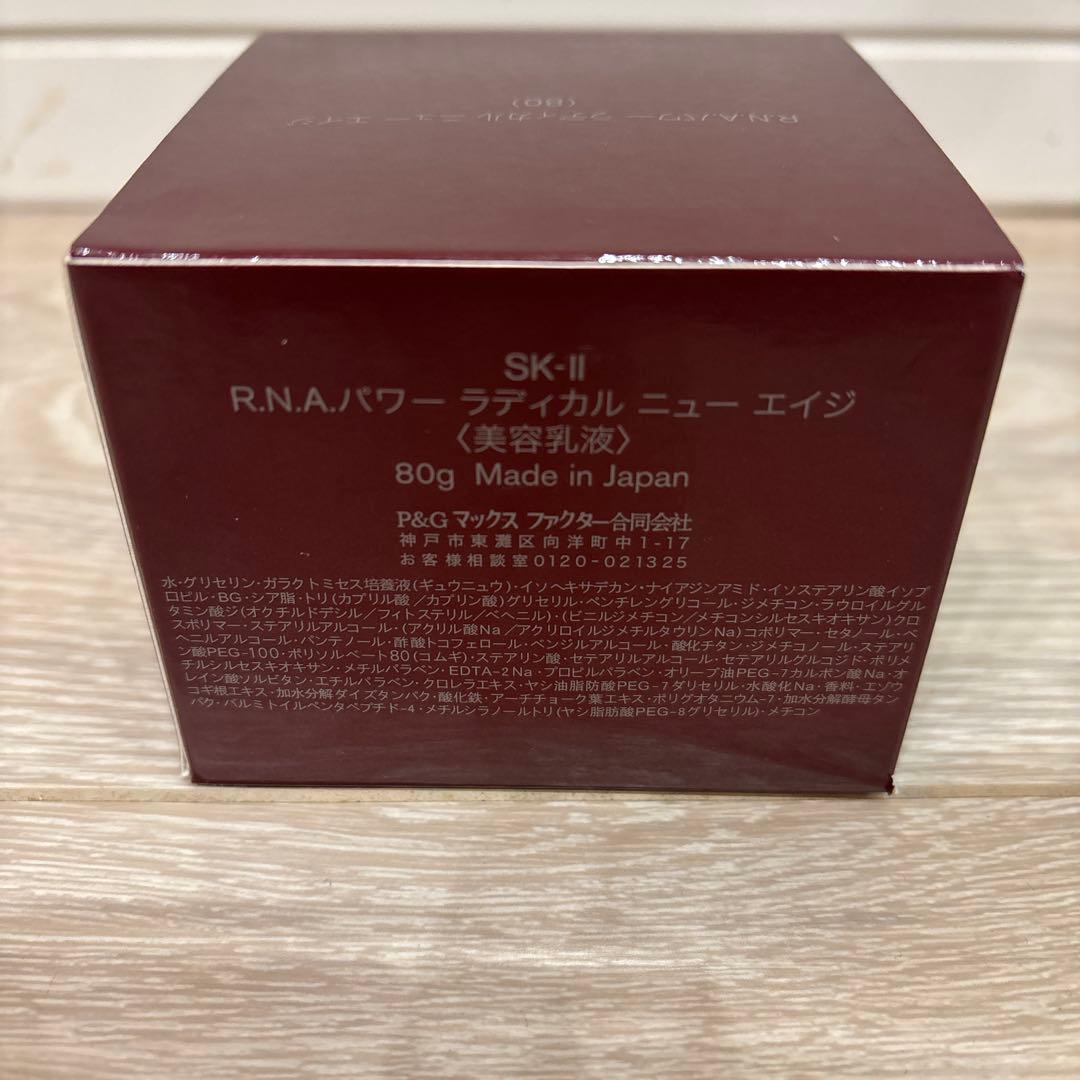 R.N.A.パワー ラディカル ニュー エイジ
(80)
SK-II
R.N.A.パワー ラディカル ニュー エイジ
〈美容乳液〉
80g Made in Japan
P&G マックス ファクター合同会社
神戸市東灘区向洋町中1-17
お客様相談室0120-021325
水・グリセリン・ガラクトミセス培養液(ギュウニュウ)・イソヘキサデカン・ナイアシンアミド・イソステアリン酸イソプ
ロピル・BG・シア脂・トリ(カプリル酸／カプリン酸)グリセリル・ペンチレングリコール・ジメチコン・ラウロイルグル
タミン酸ジ(オクチルドデシル／フィトステリル／ベヘニル)・(ビニルジメチコン／メチコンシルセスキオキサン)クロ
スポリマー・ステアリルアルコール・(アクリル酸Na／アクリロイルジメチルタウリンNa)コポリマー・セタノール・ベ
ヘニルアルコール・パンテノール・酢酸トコフェロール・ベンジルアルコール・酸化チタン・ジメチコノール・ステアリ
ン酸PEG-100・ポリソルベート80(コムギ)・ステアリン酸・セテアリルアルコール・セテアリルグルコシド・ポリメ
チルシルセスキオキサン・メチルパラベン・EDTA-2Na・プロピルパラベン・オリーブ油PEG-7カルボン酸Na・オ
レイン酸ソルビタン・エチルパラベン・クロレラエキス・ヤシ油脂肪酸PEG-7グリセリル・水酸化Na・香料・エゾウ
コギ根エキス・加水分解ダイズタンパク・酸化鉄・アーチチョーク葉エキス・ポリクオタニウム-7・加水分解酵母タン
パク・パルミトイルペンタペプチド-4・メチルシラノールトリ(ヤシ脂肪酸PEG-8グリセリル)・メチコン